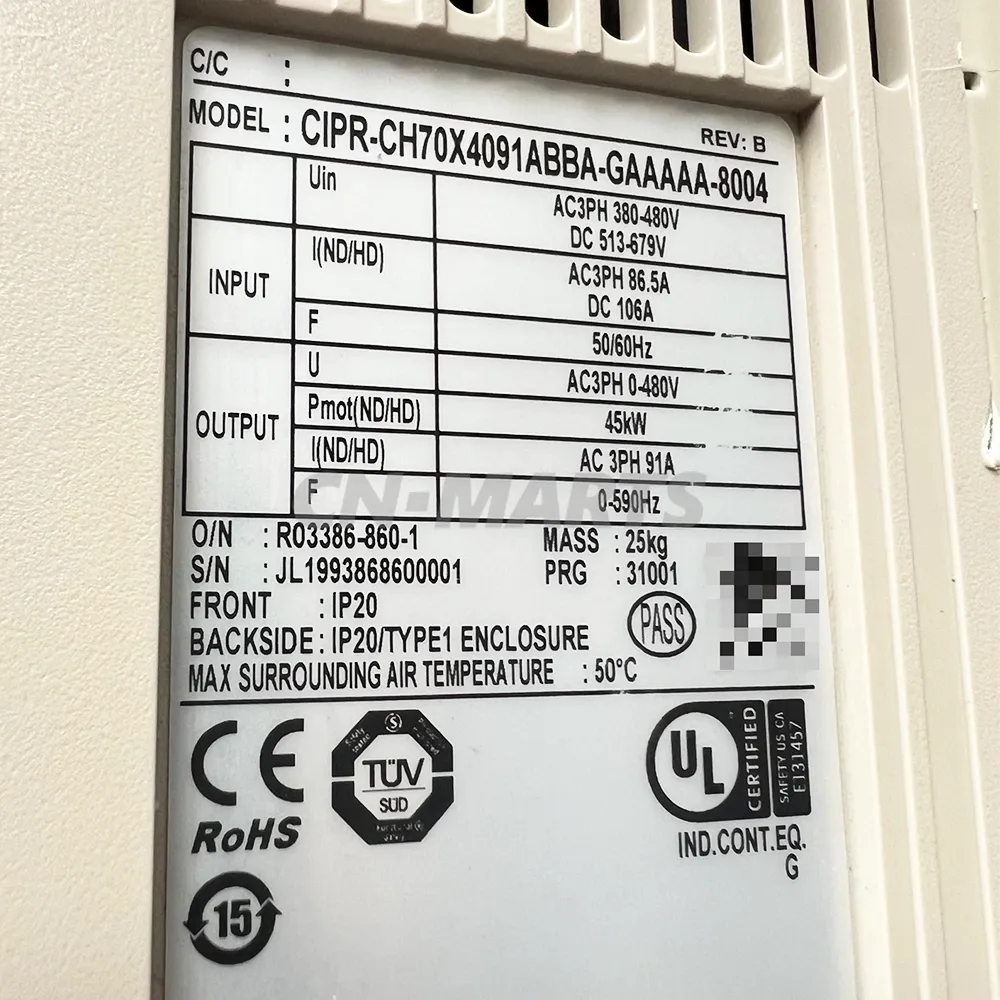 C/C :
MODEL : CIPR-CH70X4091ABBA-GAAAAA-8004
REV: B
INPUT
Uin
AC3PH 380-480V
DC 513-679V
I(ND/HD)
AC3PH 86.5A
DC 106A
F
50/60Hz
OUTPUT
U
AC3PH 0-480V
Pmot(ND/HD)
45kW
I(ND/HD)
AC 3PH 91A
F
0-590Hz
CN-MARTS
O/N : R03386-860-1
MASS : 25kg
S/N : JL1993868600001
PRG : 31001
FRONT : IP20
PASS
BACKSIDE : IP20/TYPE1 ENCLOSURE
MAX SURROUNDING AIR TEMPERATURE : 50°C
CE
RoHS
TÜV
SÜD
UL
CERTIFIED
SAFETY US CA
E131457
IND.CONT.EQ.
G
15